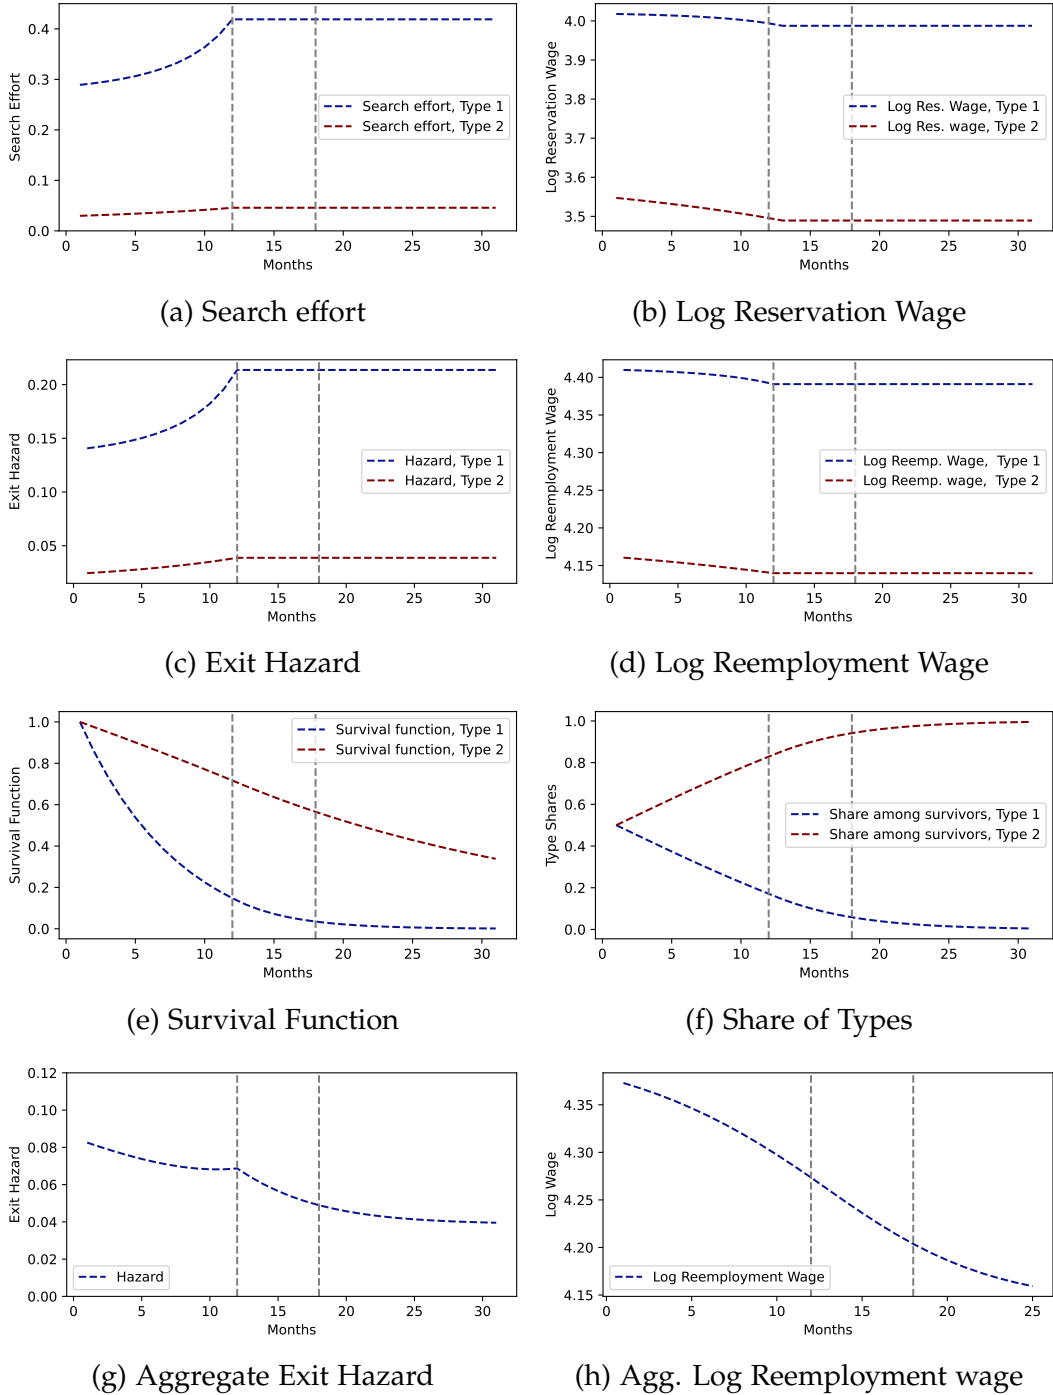 0.4
0.3
0.2
0.1
0.0
Search Effort
Search effort, Type 1
Search effort, Type 2
0 5 10 15 20 25 30
Months
(a) Search effort
4.0
3.9
3.8
3.7
3.6
3.5
Log Reservation Wage
Log Res. Wage, Type 1
Log Res. wage, Type 2
0 5 10 15 20 25 30
Months
(b) Log Reservation Wage
0.20
0.15
0.10
0.05
Exit Hazard
Hazard, Type 1
Hazard, Type 2
0 5 10 15 20 25 30
Months
(c) Exit Hazard
4.40
4.35
4.30
4.25
4.20
4.15
Log Reemployment Wage
Log Reemp. Wage, Type 1
Log Reemp. wage, Type 2
0 5 10 15 20 25 30
Months
(d) Log Reemployment Wage
1.0
0.8
0.6
0.4
0.2
0.0
Survival Function
Survival function, Type 1
Survival function, Type 2
0 5 10 15 20 25 30
Months
(e) Survival Function
1.0
0.8
0.6
0.4
0.2
0.0
Type Shares
Share among survivors, Type 1
Share among survivors, Type 2
0 5 10 15 20 25 30
Months
(f) Share of Types
0.12
0.10
0.08
0.06
0.04
0.02
0.00
Exit Hazard
Hazard
0 5 10 15 20 25 30
Months
(g) Aggregate Exit Hazard
4.35
4.30
4.25
4.20
4.15
Log Wage
Log Reemployment Wage
0 5 10 15 20 25
Months
(h) Agg. Log Reemployment wage